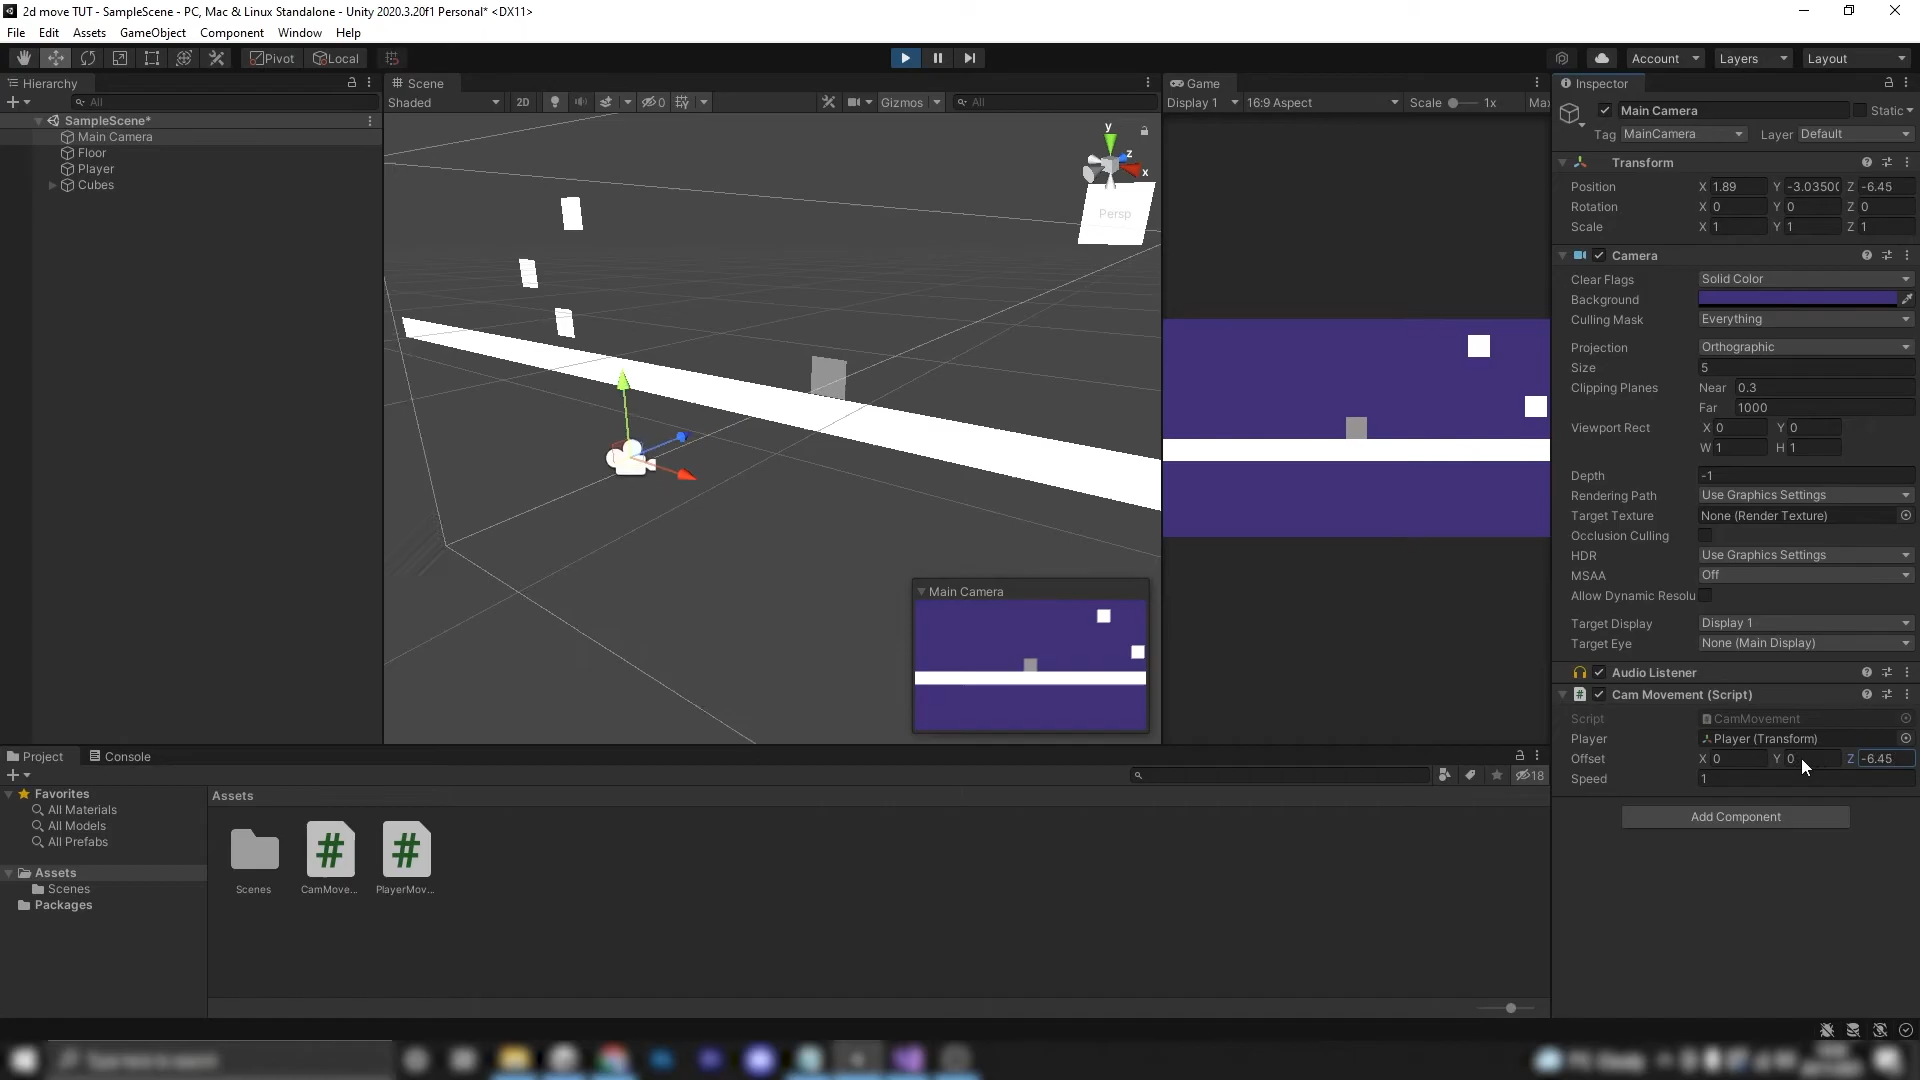 2d move TUT - SampleScene - PC, Mac & Linux Standalone - Unity 2020.3.20f1 Personal* <DX11>
File Edit Assets GameObject Component Window Help
Pivot Local
Account Layers Layout
Hierarchy
All
SampleScene*
Main Camera
Floor
Player
Cubes
Scene
Shaded 2D 0 Gizmos All
y
z
x
Persp
Main Camera
Game
Display 1 16:9 Aspect Scale 1x
Inspector
Main Camera Static
Tag MainCamera Layer Default
Transform
Position X 1.89 Y -3.0350( Z -6.45
Rotation X 0 Y 0 Z 0
Scale X 1 Y 1 Z 1
Camera
Clear Flags Solid Color
Background
Culling Mask Everything
Projection Orthographic
Size 5
Clipping Planes Near 0.3
Far 1000
Viewport Rect X 0 Y 0
W 1 H 1
Depth -1
Rendering Path Use Graphics Settings
Target Texture None (Render Texture)
Occlusion Culling
HDR Use Graphics Settings
MSAA Off
Allow Dynamic Resolu
Target Display Display 1
Target Eye None (Main Display)
Audio Listener
# Cam Movement (Script)
Script CamMovement
Player Player (Transform)
Offset X 0 Y 0 Z -6.45
Speed 1
Add Component
Project Console
18
Favorites
All Materials
All Models
All Prefabs
Assets
Scenes
Packages
Assets
Scenes CamMove... PlayerMov...
Type here to search